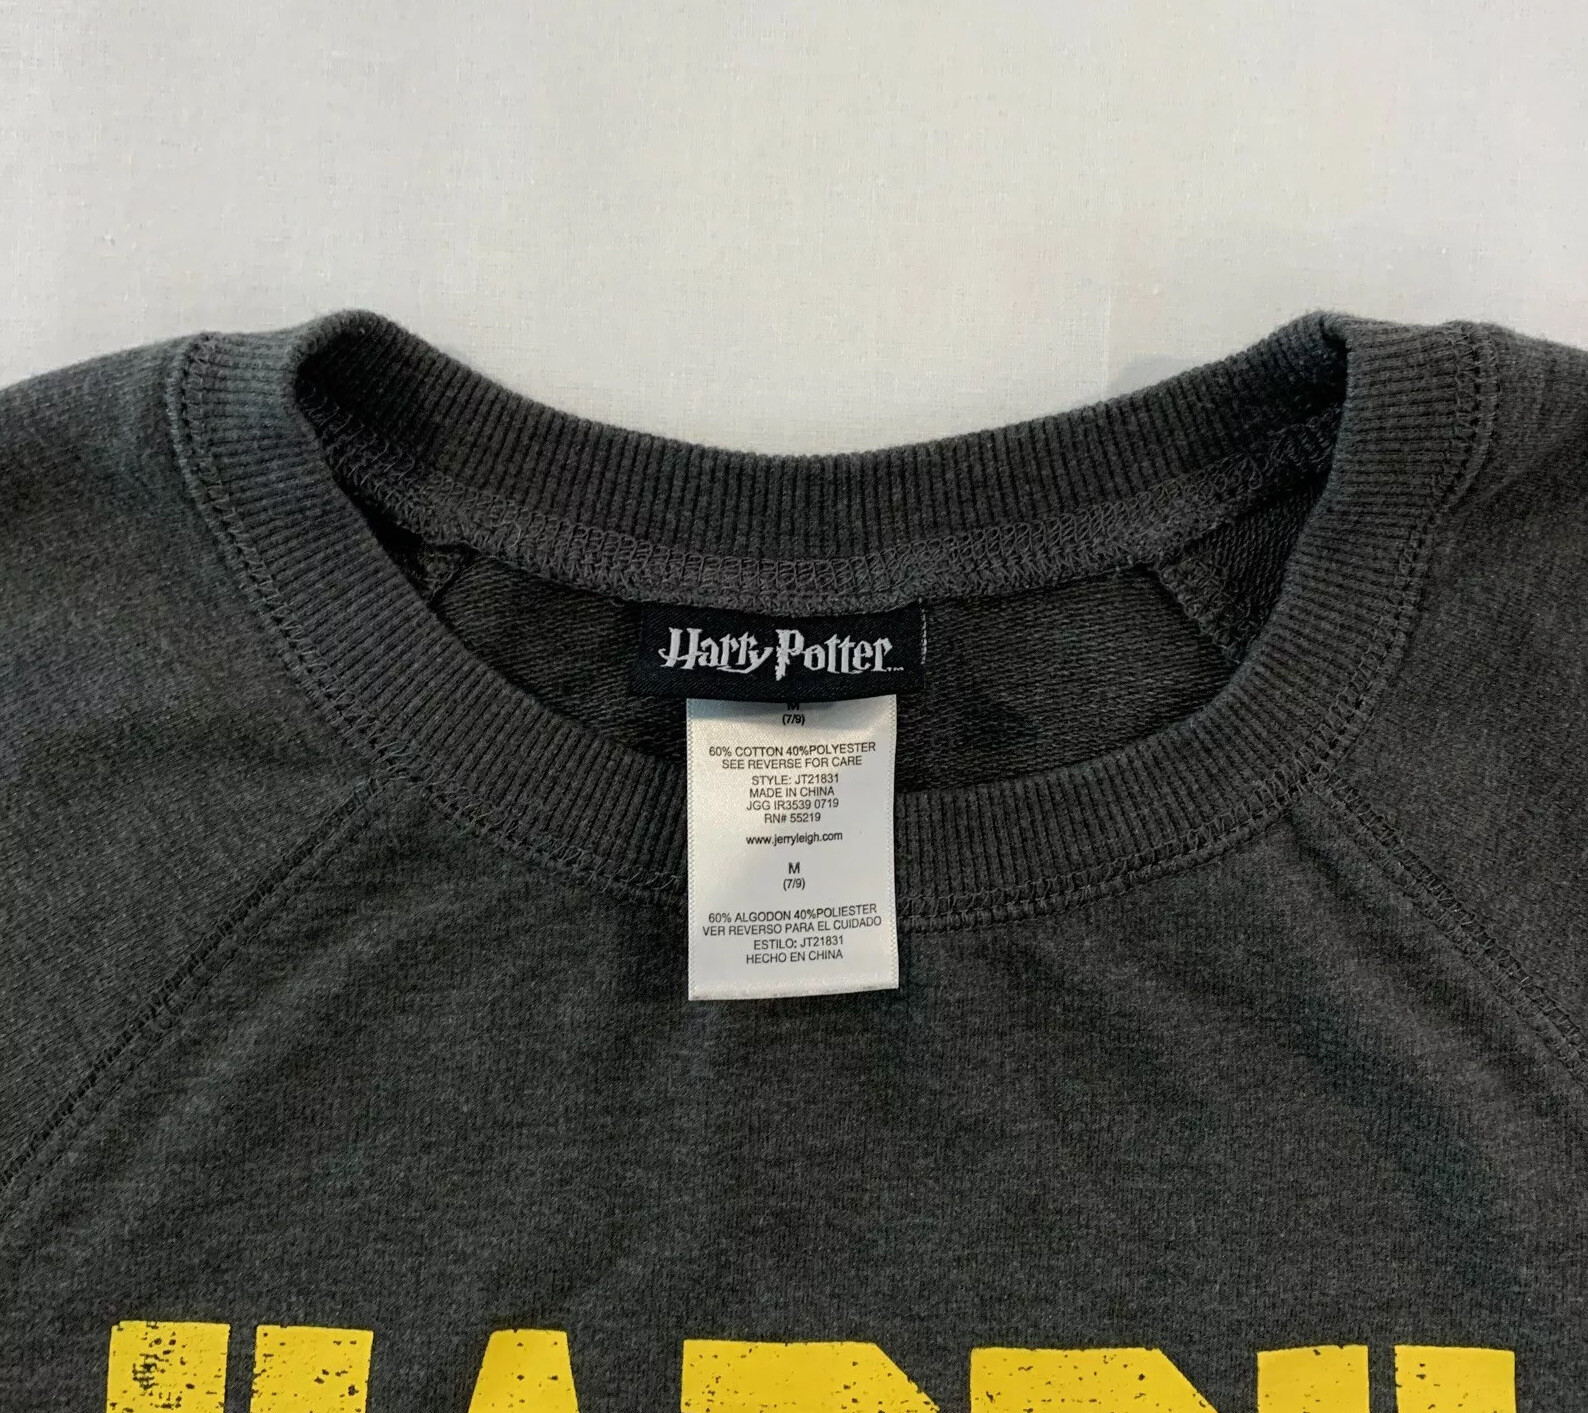 Harry Potter
M
(7/9)
60% COTTON 40%POLYESTER
SEE REVERSE FOR CARE
STYLE: JT21831
MADE IN CHINA
JGG IR3539 0719
RN# 55219
www.jerryleigh.com
M
(7/9)
60% ALGODON 40%POLIESTER
VER REVERSO PARA EL CUIDADO
ESTILO: JT21831
HECHO EN CHINA